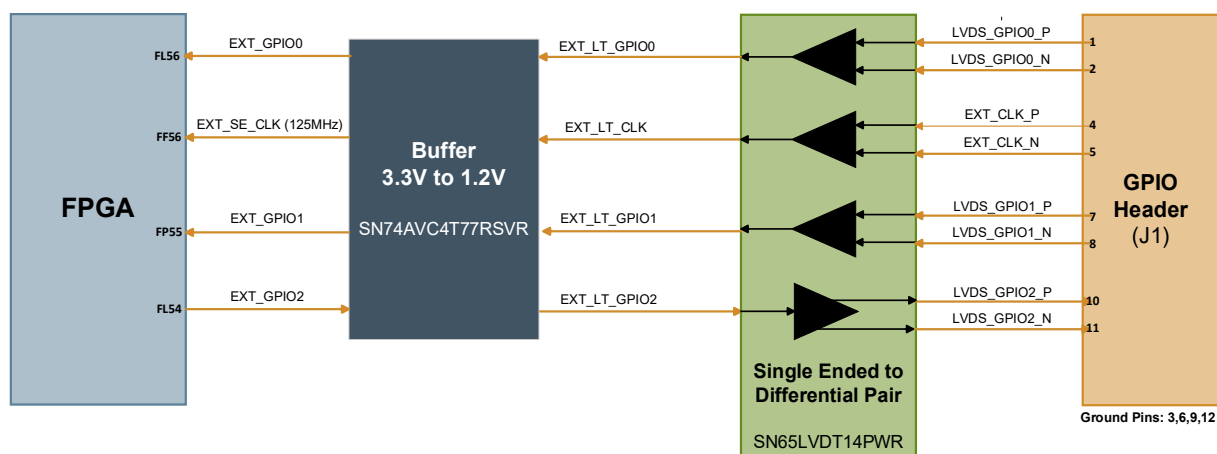 EXT_GPIO0
EXT_LT_GPIO0
LVDS_GPIO0_P
1
FL56
LVDS_GPIO0_N
2
EXT_SE_CLK (125MHz)
EXT_LT_CLK
EXT_CLK_P
4
FF56
EXT_CLK_N
5
Buffer
3.3V to 1.2V
SN74AVC4T77RSVR
FPGA
GPIO
Header
(J1)
EXT_GPIO1
EXT_LT_GPIO1
LVDS_GPIO1_P
7
FP55
LVDS_GPIO1_N
8
EXT_GPIO2
EXT_LT_GPIO2
LVDS_GPIO2_P
10
FL54
LVDS_GPIO2_N
11
Single Ended to
Differential Pair
SN65LVDT14PWR
Ground Pins: 3,6,9,12